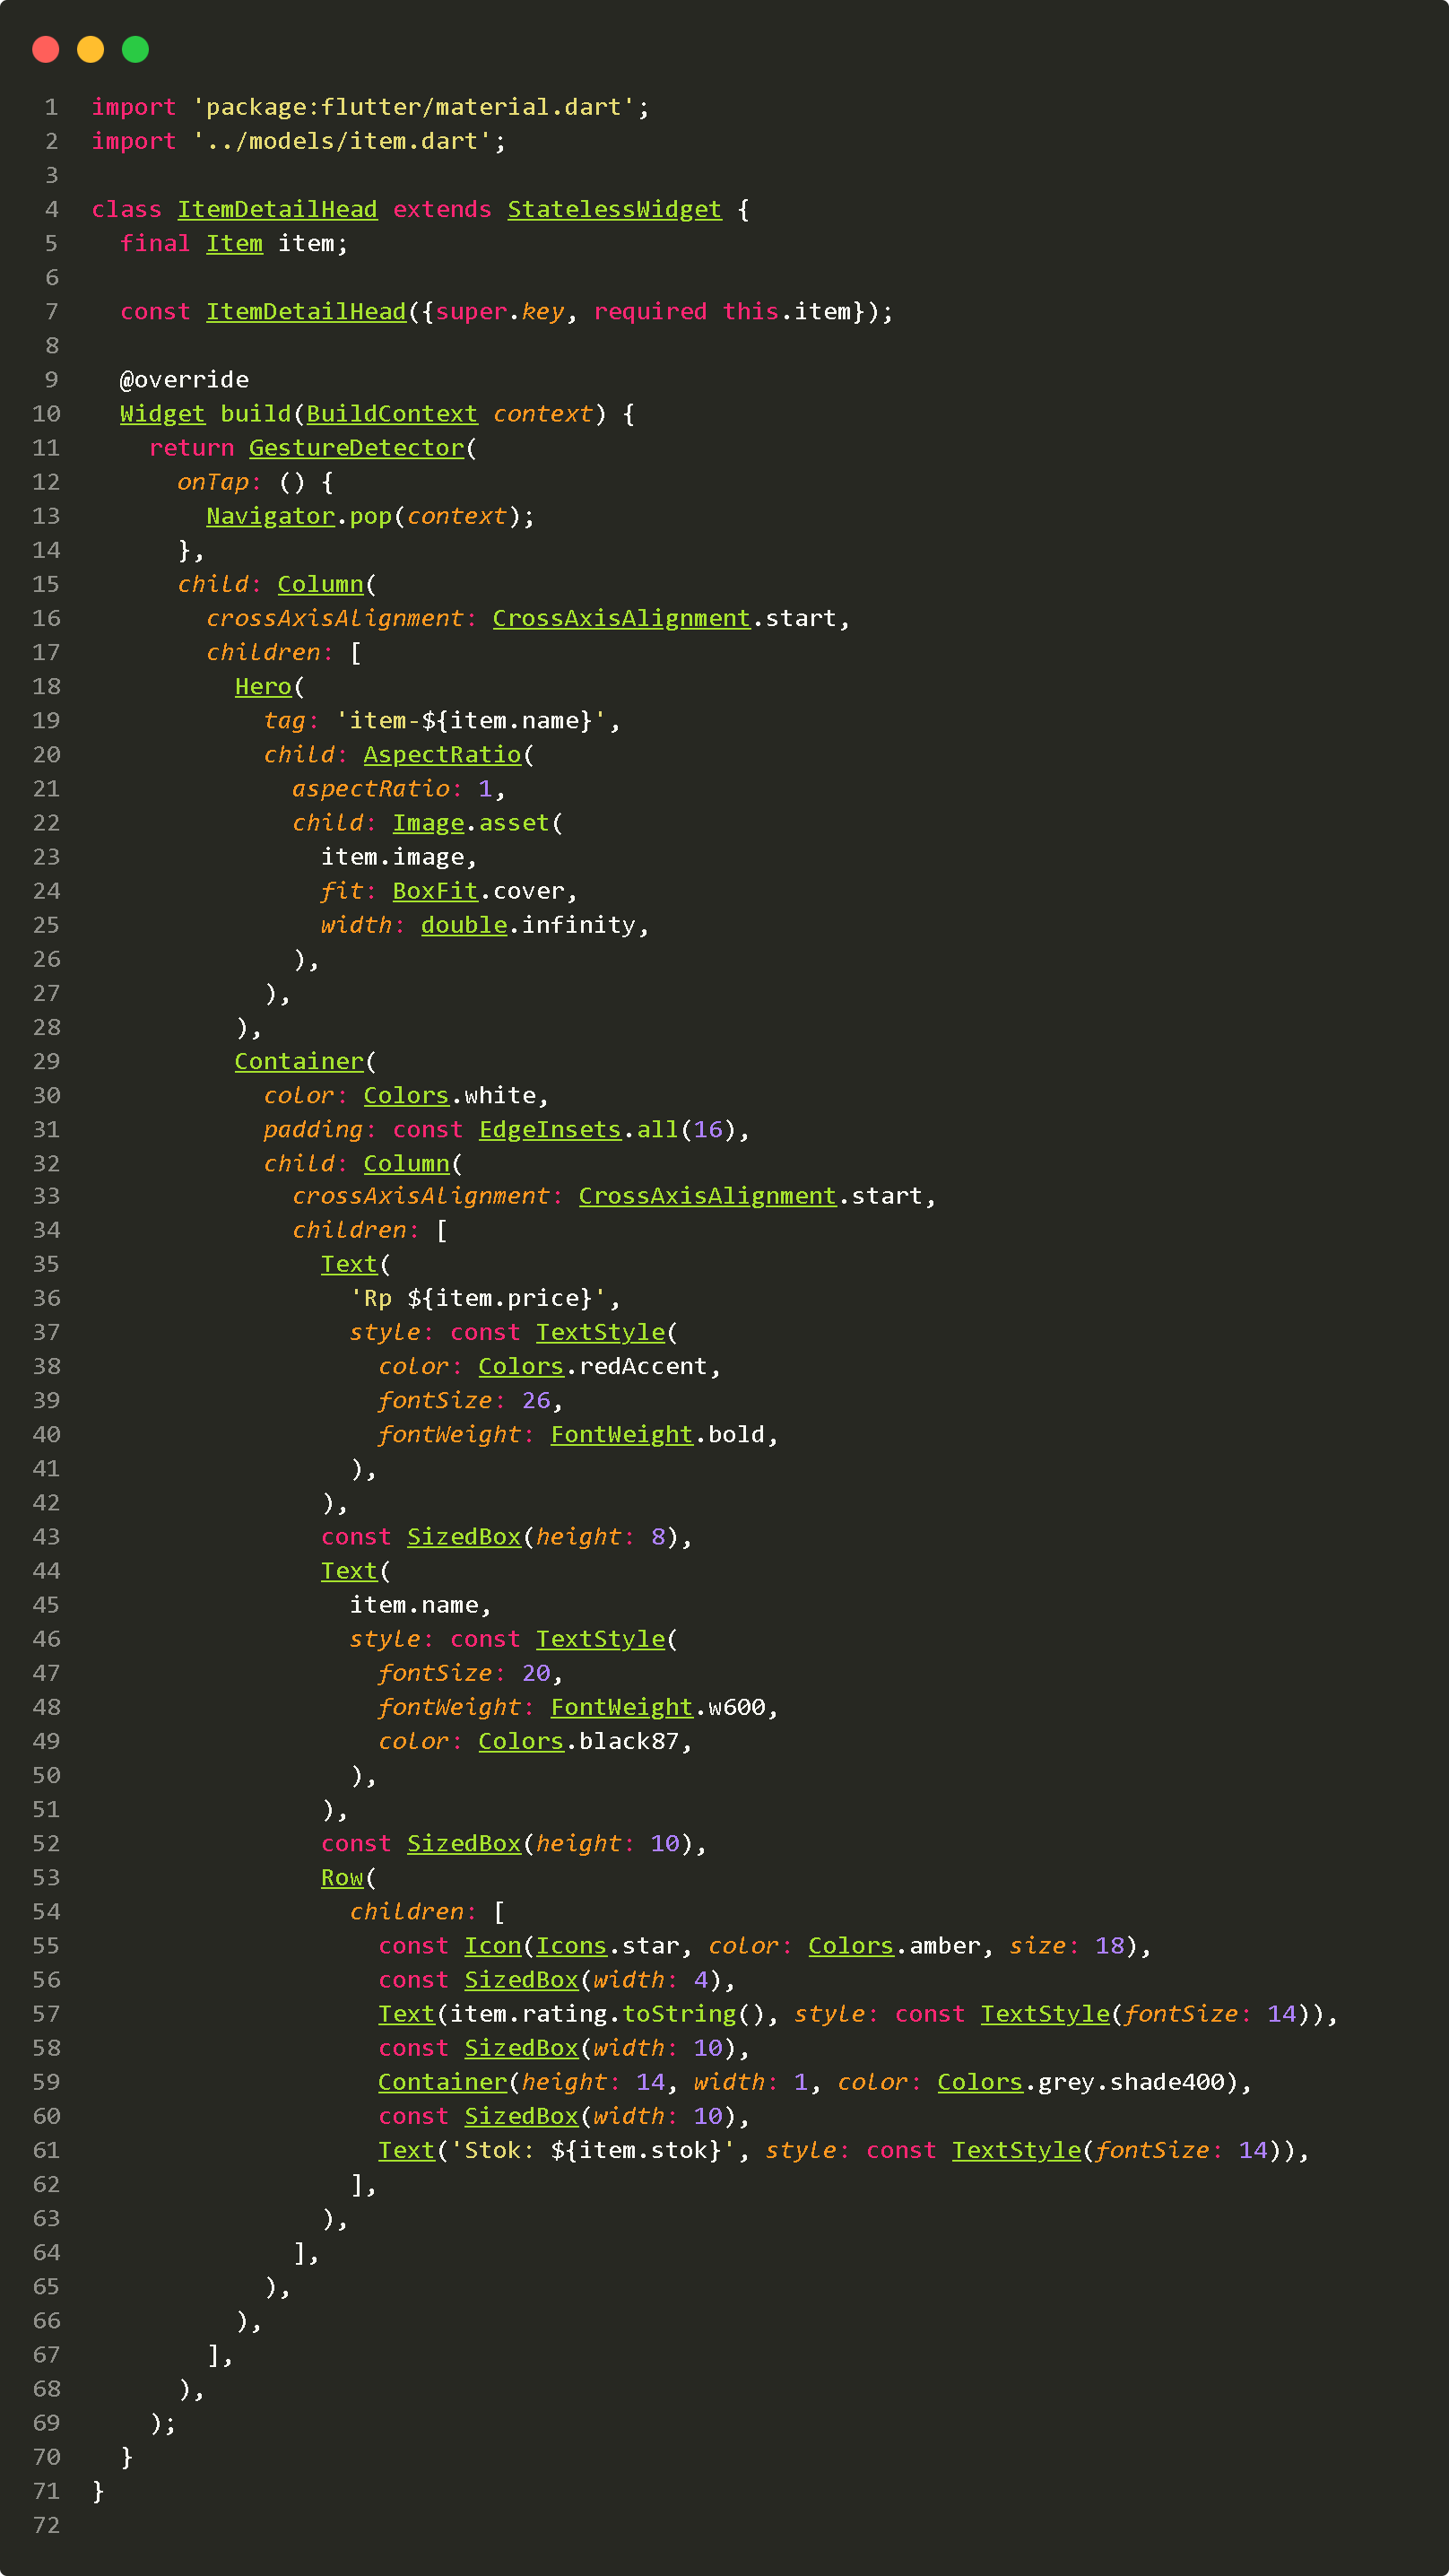 1 import 'package:flutter/material.dart';
2 import '../models/item.dart';
3
4 class ItemDetailHead extends StatelessWidget {
5   final Item item;
6
7   const ItemDetailHead({super.key, required this.item});
8
9   @override
10   Widget build(BuildContext context) {
11     return GestureDetector(
12       onTap: () {
13         Navigator.pop(context);
14       },
15       child: Column(
16         crossAxisAlignment: CrossAxisAlignment.start,
17         children: [
18           Hero(
19             tag: 'item-${item.name}',
20             child: AspectRatio(
21               aspectRatio: 1,
22               child: Image.asset(
23                 item.image,
24                 fit: BoxFit.cover,
25                 width: double.infinity,
26               ),
27             ),
28           ),
29           Container(
30             color: Colors.white,
31             padding: const EdgeInsets.all(16),
32             child: Column(
33               crossAxisAlignment: CrossAxisAlignment.start,
34               children: [
35                 Text(
36                   'Rp ${item.price}',
37                   style: const TextStyle(
38                     color: Colors.redAccent,
39                     fontSize: 26,
40                     fontWeight: FontWeight.bold,
41                   ),
42                 ),
43                 const SizedBox(height: 8),
44                 Text(
45                   item.name,
46                   style: const TextStyle(
47                     fontSize: 20,
48                     fontWeight: FontWeight.w600,
49                     color: Colors.black87,
50                   ),
51                 ),
52                 const SizedBox(height: 10),
53                 Row(
54                   children: [
55                     const Icon(Icons.star, color: Colors.amber, size: 18),
56                     const SizedBox(width: 4),
57                     Text(item.rating.toString(), style: const TextStyle(fontSize: 14)),
58                     const SizedBox(width: 10),
59                     Container(height: 14, width: 1, color: Colors.grey.shade400),
60                     const SizedBox(width: 10),
61                     Text('Stok: ${item.stok}', style: const TextStyle(fontSize: 14)),
62                   ],
63                 ),
64               ],
65             ),
66           ),
67         ],
68       ),
69     );
70   }
71 }
72